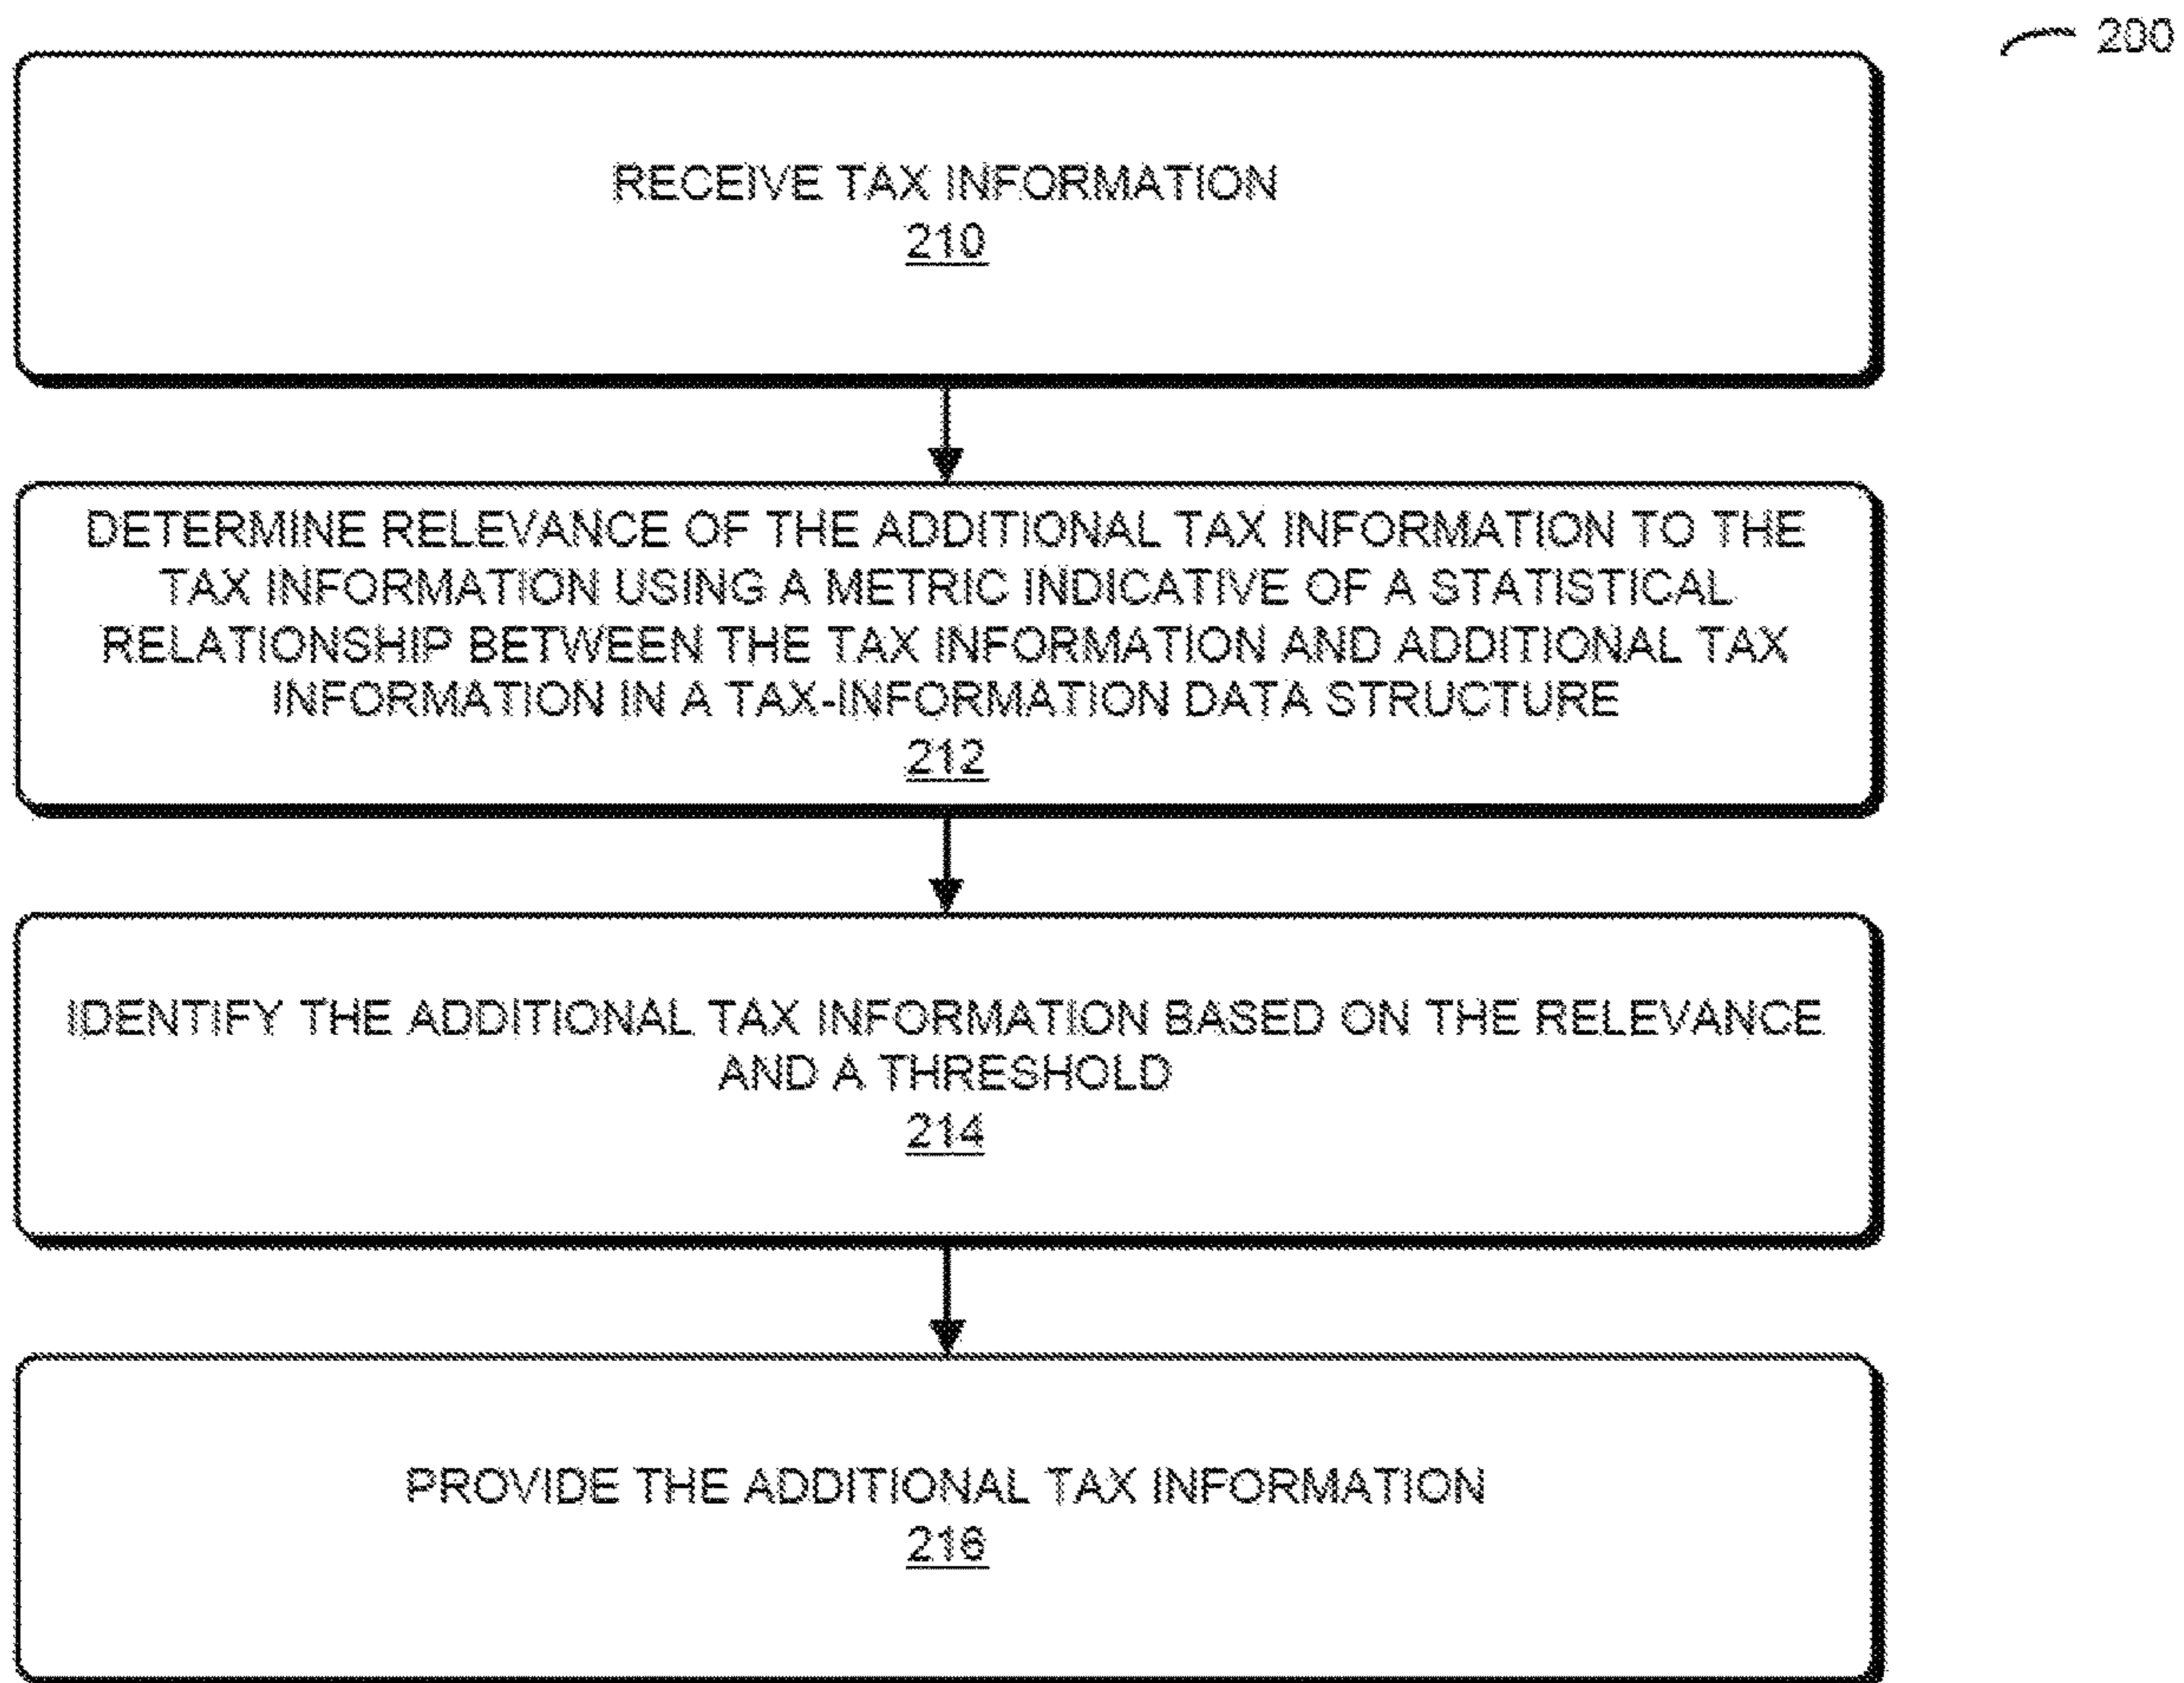 200
RECEIVE TAX INFORMATION
210
DETERMINE RELEVANCE OF THE ADDITIONAL TAX INFORMATION TO THE
TAX INFORMATION USING A METRIC INDICATIVE OF A STATISTICAL
RELATIONSHIP BETWEEN THE TAX INFORMATION AND ADDITIONAL TAX
INFORMATION IN A TAX-INFORMATION DATA STRUCTURE
212
IDENTIFY THE ADDITIONAL TAX INFORMATION BASED ON THE RELEVANCE
AND A THRESHOLD
214
PROVIDE THE ADDITIONAL TAX INFORMATION
216